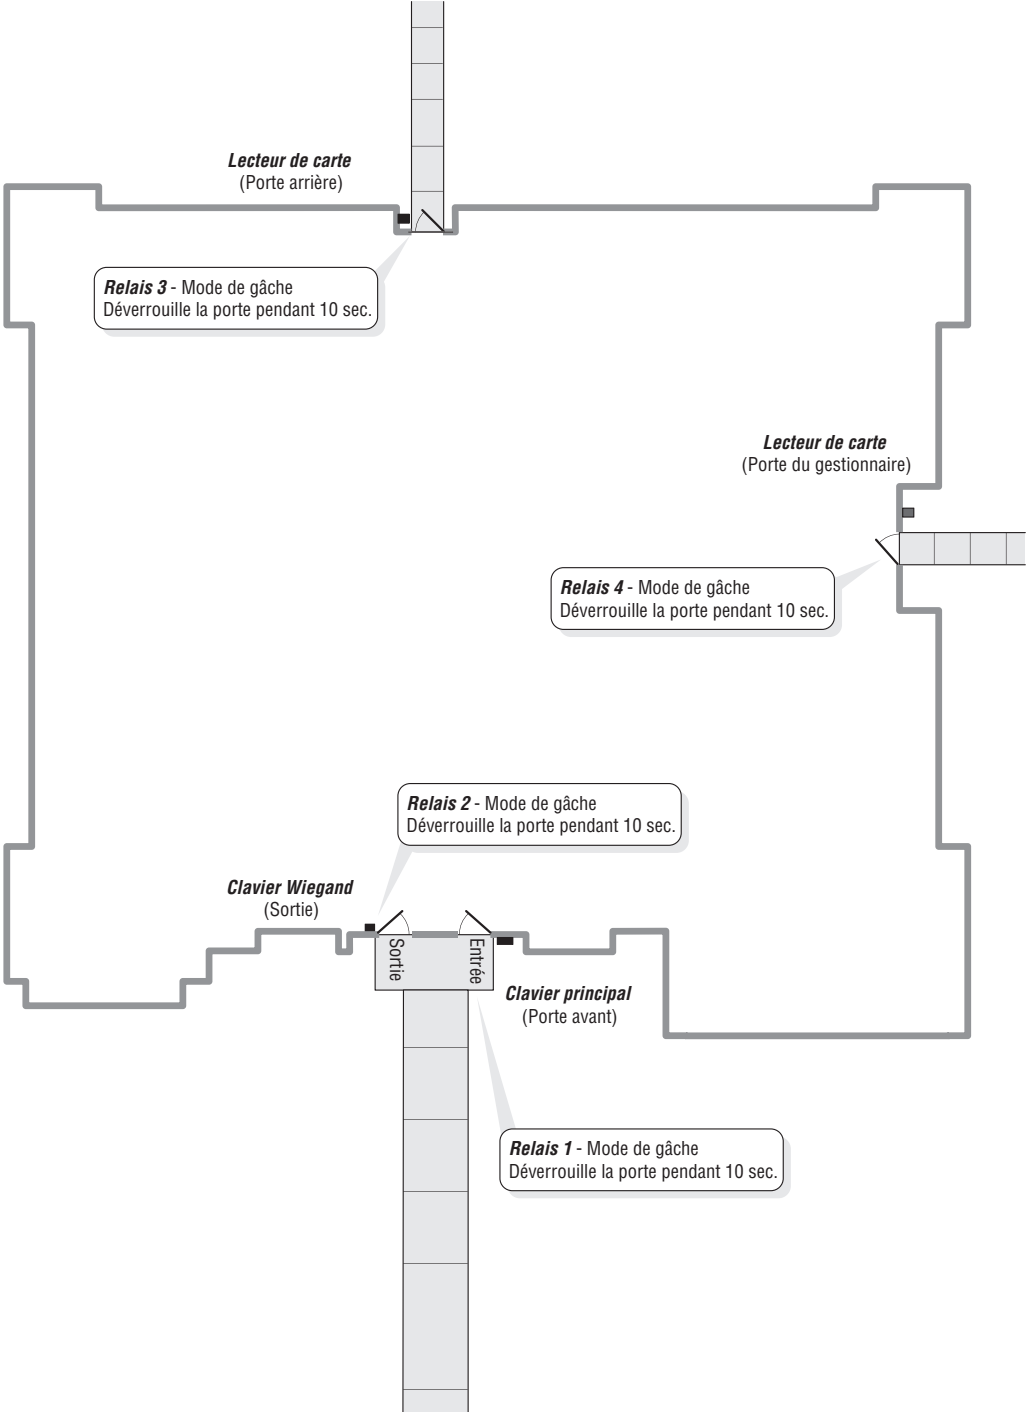 Lecteur de carte
(Porte arrière)
Relais 3 - Mode de gâche
Déverrouille la porte pendant 10 sec.
Lecteur de carte
(Porte du gestionnaire)
Relais 4 - Mode de gâche
Déverrouille la porte pendant 10 sec.
Relais 2 - Mode de gâche
Déverrouille la porte pendant 10 sec.
Clavier Wiegand
(Sortie)
Sortie
Entrée
Clavier principal
(Porte avant)
Relais 1 - Mode de gâche
Déverrouille la porte pendant 10 sec.